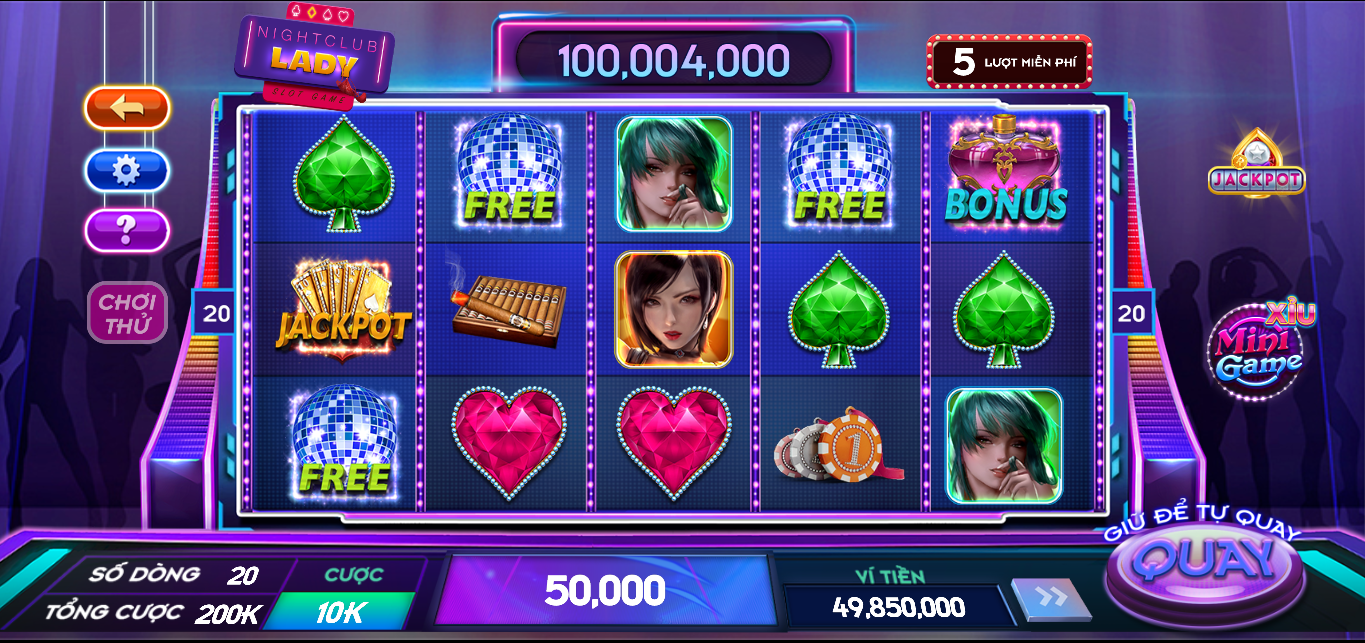 NIGHTCLUB
LADY
SLOT GAME
100,004,000
5 LƯỢT MIỄN PHÍ
FREE
FREE
BONUS
JACKPOT
CHƠI
THỬ
20
JACKPOT
20
XỈU
Mini
Game
FREE
1
GIỮ ĐỂ TỰ QUAY
QUAY
SỐ DÒNG 20
CƯỢC
TỔNG CƯỢC 200K
10K
50,000
VÍ TIỀN
49,850,000
?